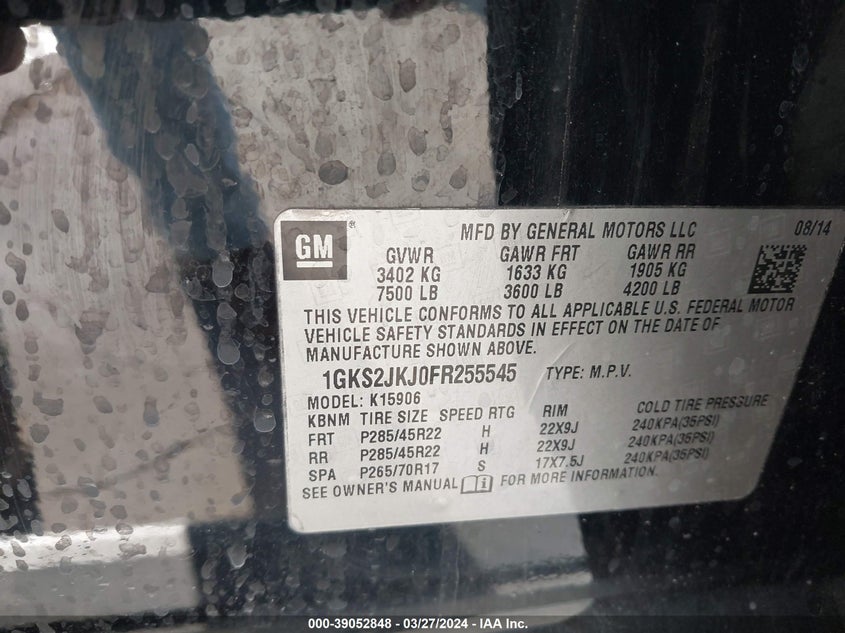 GM
MFD BY GENERAL MOTORS LLC 08/14
GVWR GAWR FRT GAWR RR
3402 KG 1633 KG 1905 KG
7500 LB 3600 LB 4200 LB
THIS VEHICLE CONFORMS TO ALL APPLICABLE U.S. FEDERAL MOTOR
VEHICLE SAFETY STANDARDS IN EFFECT ON THE DATE OF
MANUFACTURE SHOWN ABOVE.
1GKS2JKJ0FR255545 TYPE: M.P.V.
MODEL: K15906
KBNM TIRE SIZE SPEED RTG RIM COLD TIRE PRESSURE
FRT P285/45R22 H 22X9J 240KPA(35PSI)
RR P285/45R22 H 22X9J 240KPA(35PSI)
SPA P265/70R17 S 17X7.5J 240KPA(35PSI)
SEE OWNER'S MANUAL FOR MORE INFORMATION.
000-39052848 | 03/27/2024 | IAA Inc.